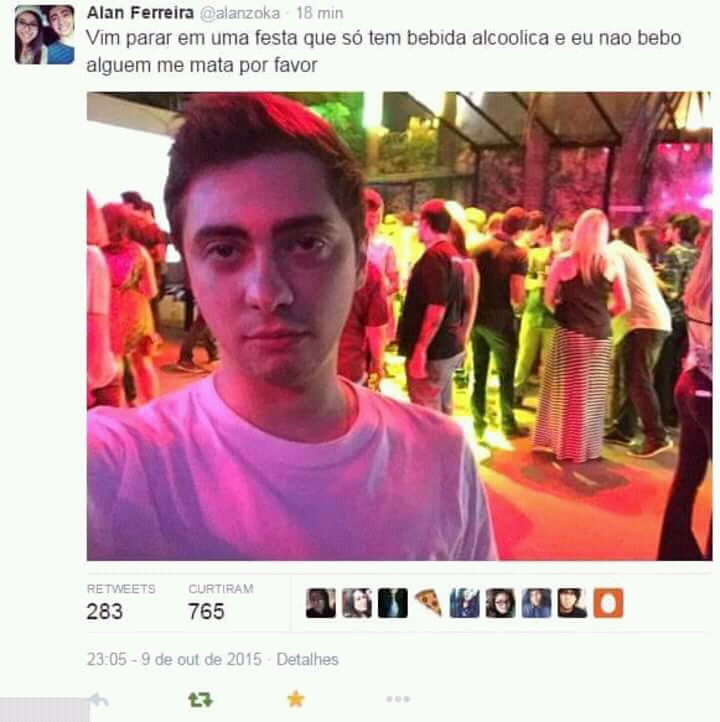 Alan Ferreira @alanzoka · 18 min
Vim parar em uma festa que só tem bebida alcoolica e eu nao bebo
alguem me mata por favor
RETWEETS CURTIRAM
283 765
23:05 - 9 de out de 2015 · Detalhes